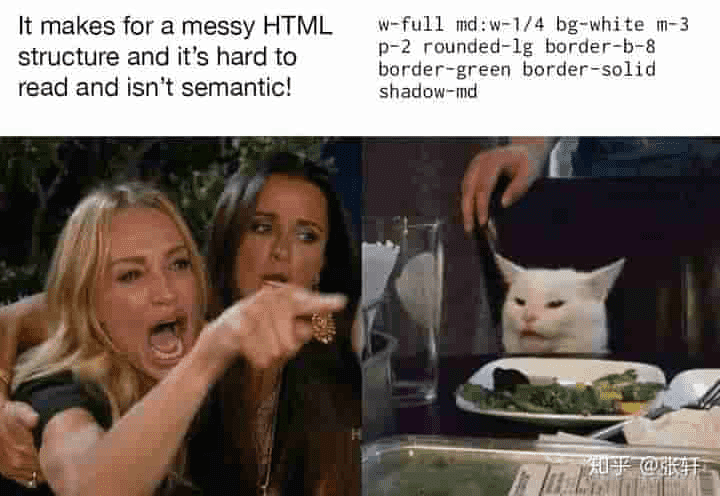 It makes for a messy HTML
structure and it's hard to
read and isn't semantic!
w-full md:w-1/4 bg-white m-3
p-2 rounded-lg border-b-8
border-green border-solid
shadow-md
知乎 @张轩